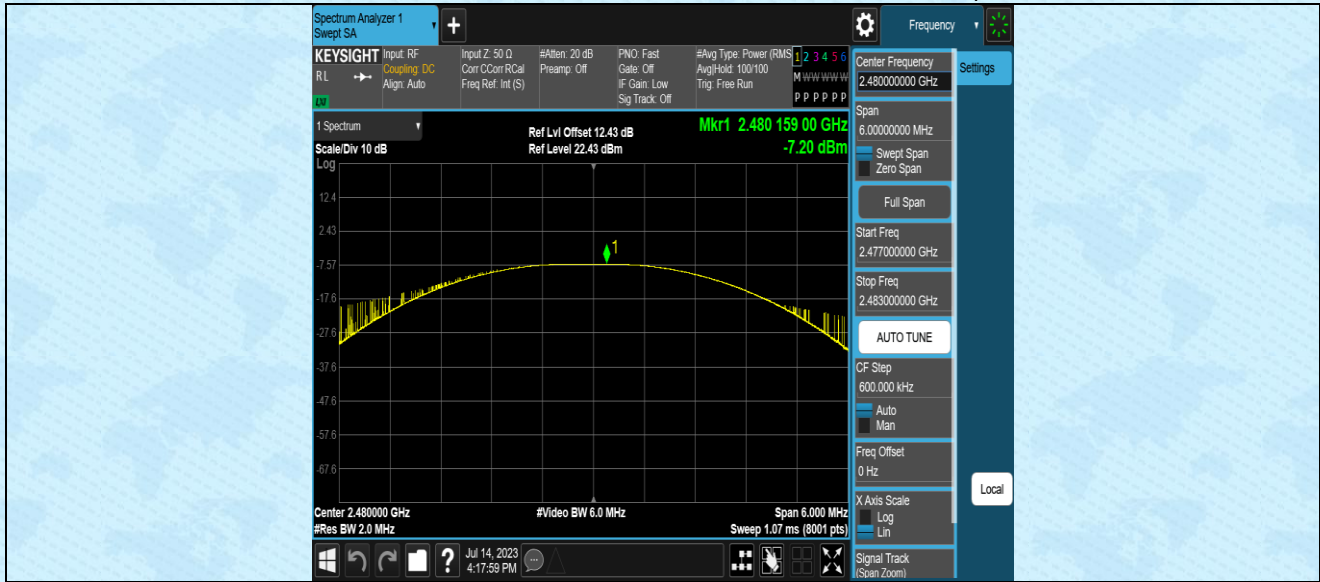 Spectrum Analyzer 1
Swept SA
+
Frequency
KEYSIGHT
RL
LXI
Input: RF
Coupling: DC
Align: Auto
Input Z: 50 Ω
Corr CCorr RCal
Freq Ref: Int (S)
#Atten: 20 dB
Preamp: Off
PNO: Fast
Gate: Off
IF Gain: Low
Sig Track: Off
#Avg Type: Power (RMS
Avg|Hold: 100/100
Trig: Free Run
1 2 3 4 5 6
M W W W W W
P P P P P P
1 Spectrum
Scale/Div 10 dB
Log
Ref Lvl Offset 12.43 dB
Ref Level 22.43 dBm
Mkr1 2.480 159 00 GHz
-7.20 dBm
12.4
2.43
-7.57
-17.6
-27.6
-37.6
-47.6
-57.6
-67.6
1
Center 2.480000 GHz
#Res BW 2.0 MHz
#Video BW 6.0 MHz
Span 6.000 MHz
Sweep 1.07 ms (8001 pts)
Center Frequency
2.480000000 GHz
Settings
Span
6.00000000 MHz
Swept Span
Zero Span
Full Span
Start Freq
2.477000000 GHz
Stop Freq
2.483000000 GHz
AUTO TUNE
CF Step
600.000 kHz
Auto
Man
Freq Offset
0 Hz
X Axis Scale
Log
Lin
Local
Signal Track
(Span Zoom)
?
Jul 14, 2023
4:17:59 PM